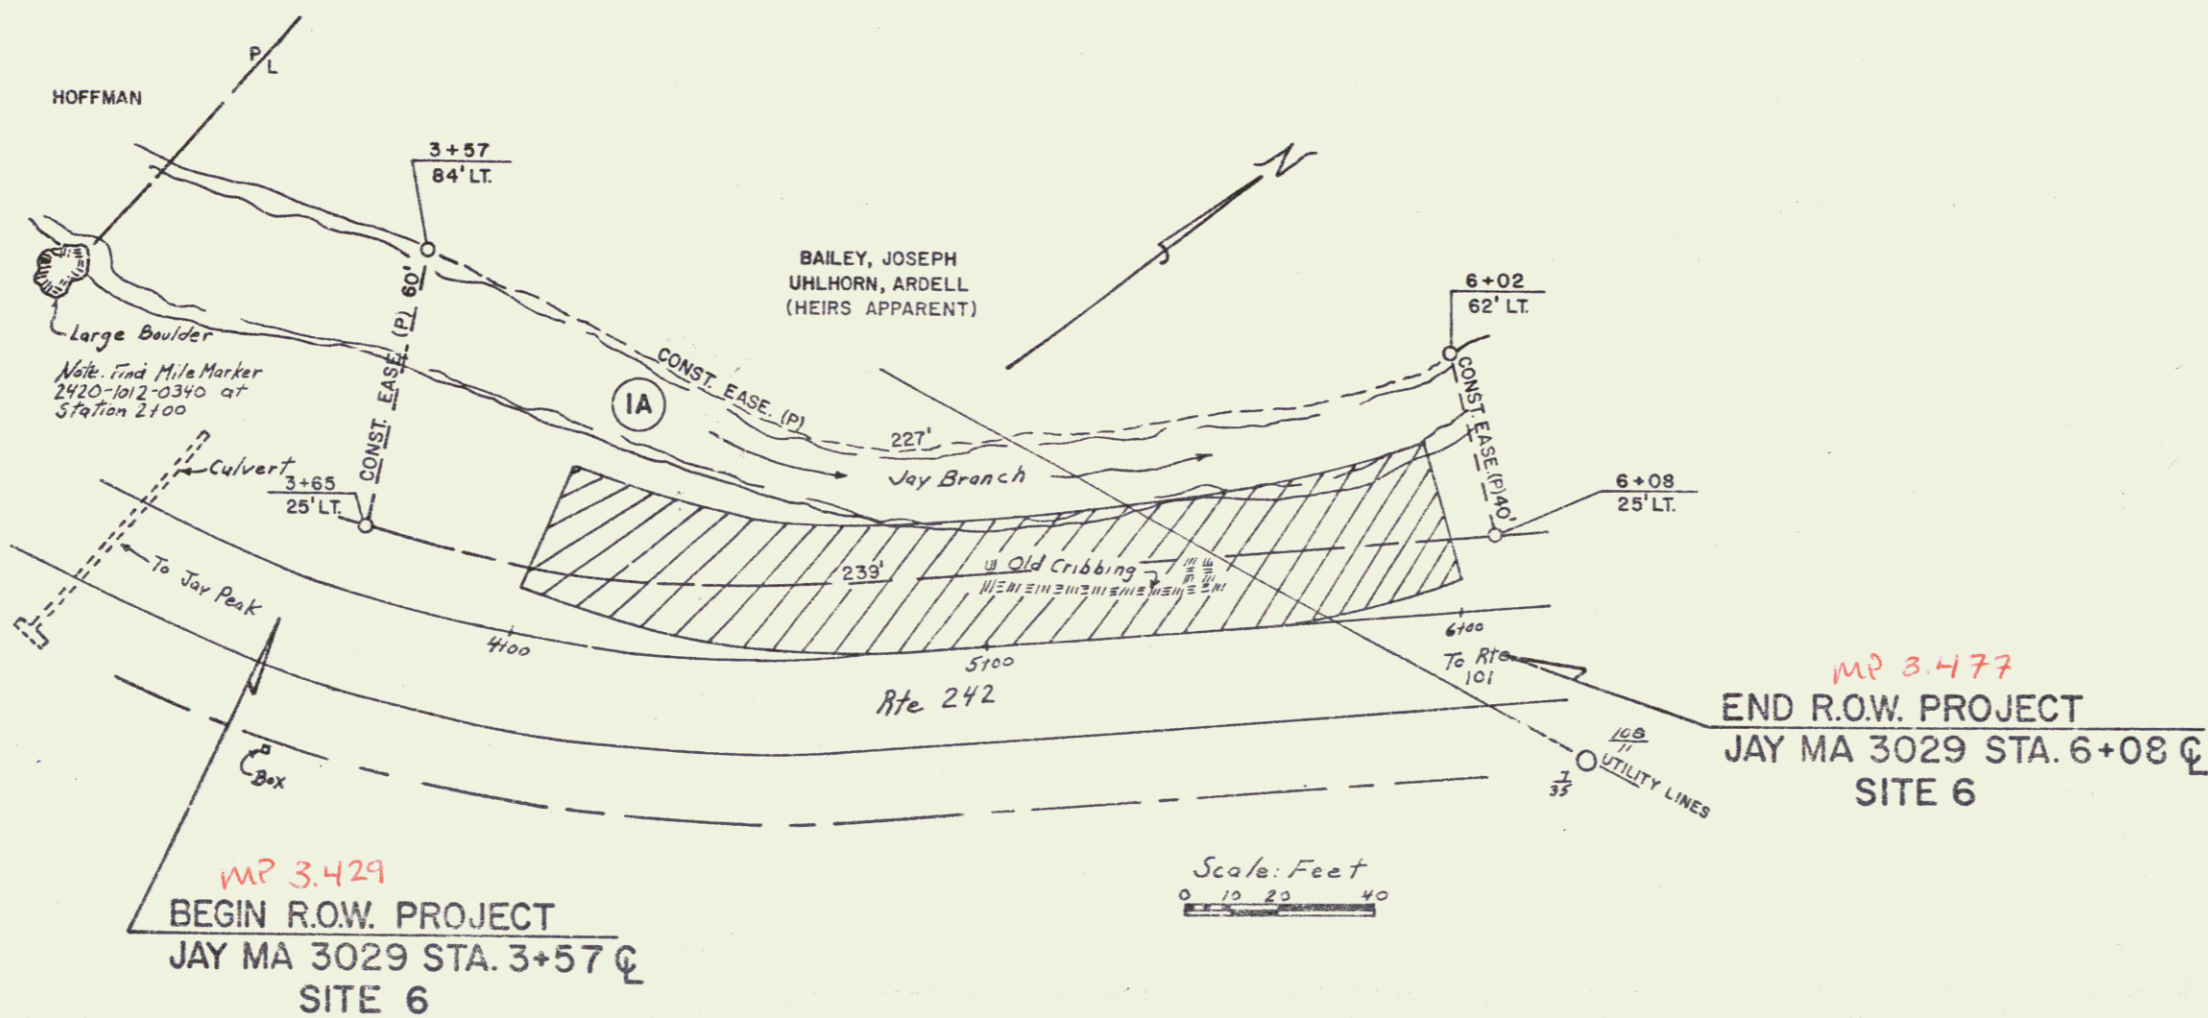 P
L
HOFFMAN
3+57
84' LT.
N
BAILEY, JOSEPH
UHLHORN, ARDELL
(HEIRS APPARENT)
6+02
62' LT.
Large Boulder
Note. Find Mile Marker
2420-1012-0340 at
Station 2+00
CONST. EASE. (P) 60'
1A
CONST. EASE. (P)
227'
Jay Branch
CONST. EASE. (P) 40'
Culvert
3+65
25' LT.
6+08
25' LT.
To Jay Peak
239'
Old Cribbing
4+00
5+00
6+00
To Rte
101
Rte 242
Box
MP 3.477
END R.O.W. PROJECT
JAY MA 3029 STA. 6+08 ℄
SITE 6
108
11
7
35
UTILITY LINES
MP 3.429
BEGIN R.O.W. PROJECT
JAY MA 3029 STA. 3+57 ℄
SITE 6
Scale: Feet
0 10 20 40